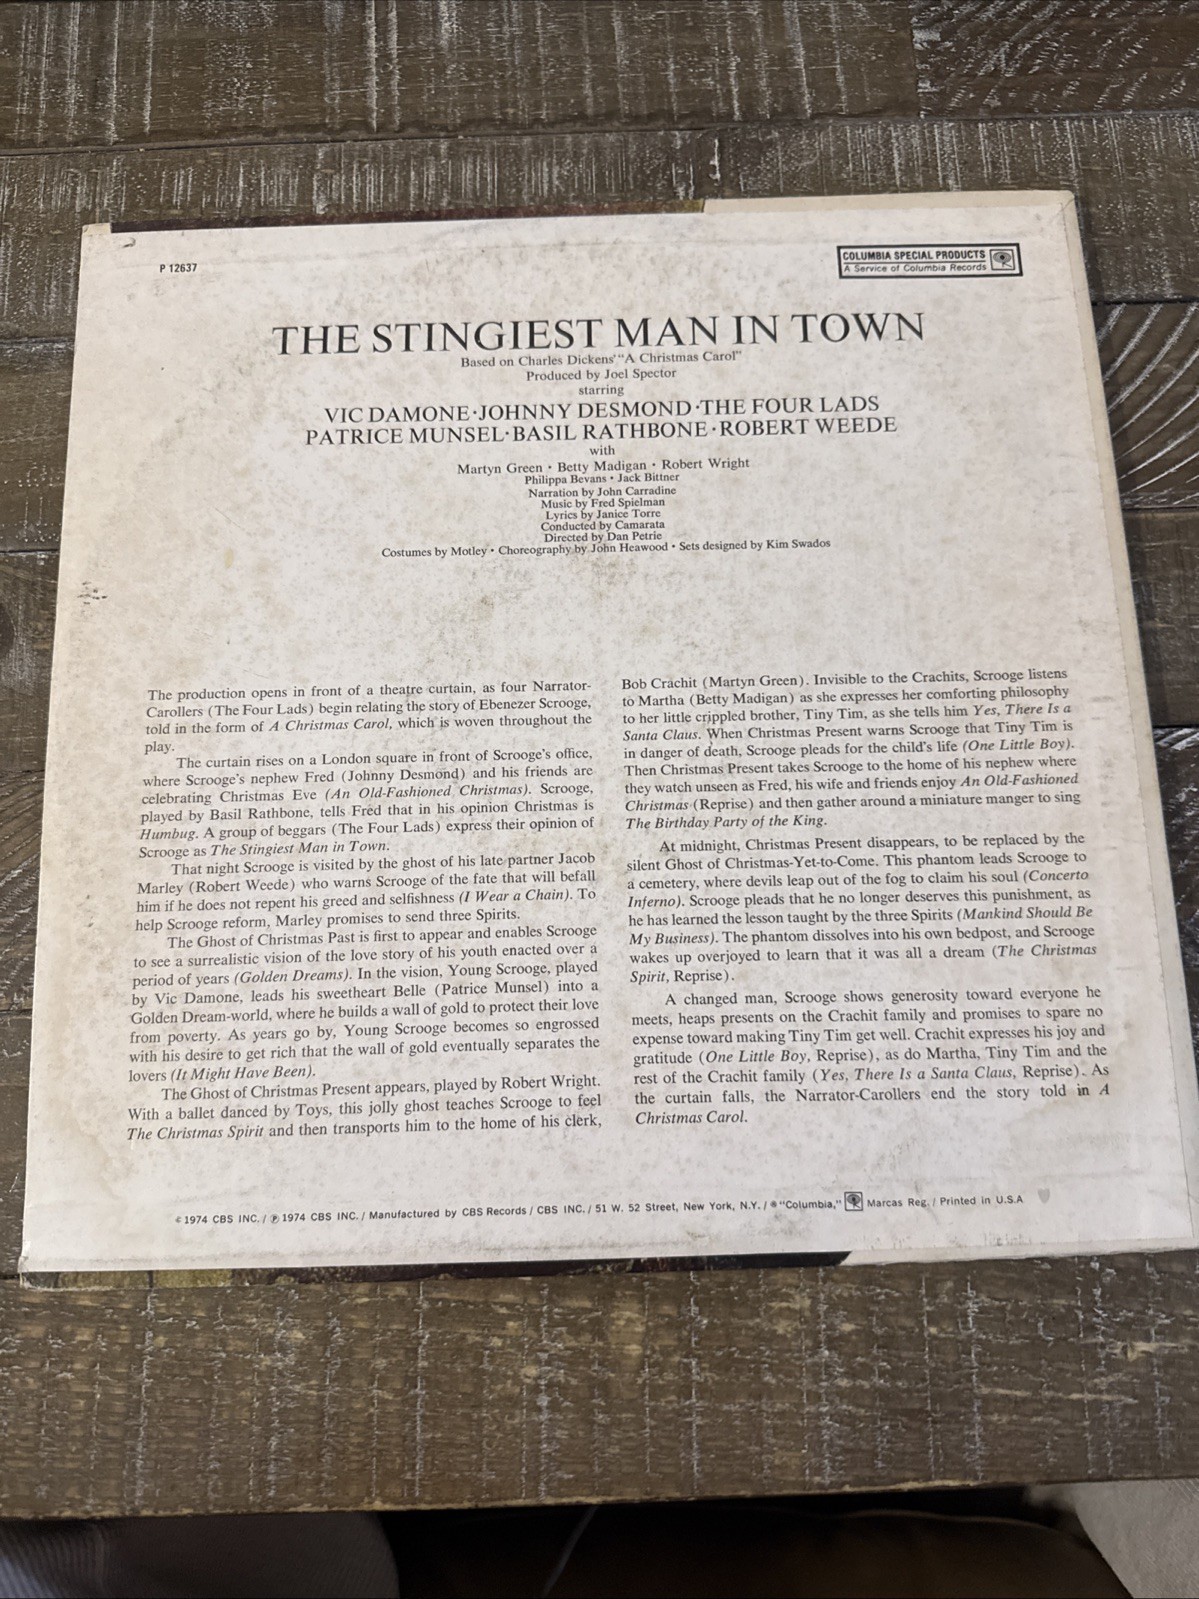 P 12637
COLUMBIA SPECIAL PRODUCTS
A Service of Columbia Records
THE STINGIEST MAN IN TOWN
Based on Charles Dickens' "A Christmas Carol"
Produced by Joel Spector
starring
VIC DAMONE · JOHNNY DESMOND · THE FOUR LADS
PATRICE MUNSEL · BASIL RATHBONE · ROBERT WEEDE
with
Martyn Green • Betty Madigan • Robert Wright
Philippa Bevans • Jack Bittner
Narration by John Carradine
Music by Fred Spielman
Lyrics by Janice Torre
Conducted by Camarata
Directed by Dan Petrie
Costumes by Motley • Choreography by John Heawood • Sets designed by Kim Swados
The production opens in front of a theatre curtain, as four Narrator-
Carollers (The Four Lads) begin relating the story of Ebenezer Scrooge,
told in the form of A Christmas Carol, which is woven throughout the
play.
The curtain rises on a London square in front of Scrooge's office,
where Scrooge's nephew Fred (Johnny Desmond) and his friends are
celebrating Christmas Eve (An Old-Fashioned Christmas). Scrooge,
played by Basil Rathbone, tells Fred that in his opinion Christmas is
Humbug. A group of beggars (The Four Lads) express their opinion of
Scrooge as The Stingiest Man in Town.
That night Scrooge is visited by the ghost of his late partner Jacob
Marley (Robert Weede) who warns Scrooge of the fate that will befall
him if he does not repent his greed and selfishness (I Wear a Chain). To
help Scrooge reform, Marley promises to send three Spirits.
The Ghost of Christmas Past is first to appear and enables Scrooge
to see a surrealistic vision of the love story of his youth enacted over a
period of years (Golden Dreams). In the vision, Young Scrooge, played
by Vic Damone, leads his sweetheart Belle (Patrice Munsel) into a
Golden Dream-world, where he builds a wall of gold to protect their love
from poverty. As years go by, Young Scrooge becomes so engrossed
with his desire to get rich that the wall of gold eventually separates the
lovers (It Might Have Been).
The Ghost of Christmas Present appears, played by Robert Wright.
With a ballet danced by Toys, this jolly ghost teaches Scrooge to feel
The Christmas Spirit and then transports him to the home of his clerk,
Bob Crachit (Martyn Green). Invisible to the Crachits, Scrooge listens
to Martha (Betty Madigan) as she expresses her comforting philosophy
to her little crippled brother, Tiny Tim, as she tells him Yes, There Is a
Santa Claus. When Christmas Present warns Scrooge that Tiny Tim is
in danger of death, Scrooge pleads for the child's life (One Little Boy).
Then Christmas Present takes Scrooge to the home of his nephew where
they watch unseen as Fred, his wife and friends enjoy An Old-Fashioned
Christmas (Reprise) and then gather around a miniature manger to sing
The Birthday Party of the King.
At midnight, Christmas Present disappears, to be replaced by the
silent Ghost of Christmas-Yet-to-Come. This phantom leads Scrooge to
a cemetery, where devils leap out of the fog to claim his soul (Concerto
Inferno). Scrooge pleads that he no longer deserves this punishment, as
he has learned the lesson taught by the three Spirits (Mankind Should Be
My Business). The phantom dissolves into his own bedpost, and Scrooge
wakes up overjoyed to learn that it was all a dream (The Christmas
Spirit, Reprise).
A changed man, Scrooge shows generosity toward everyone he
meets, heaps presents on the Crachit family and promises to spare no
expense toward making Tiny Tim get well. Crachit expresses his joy and
gratitude (One Little Boy, Reprise), as do Martha, Tiny Tim and the
rest of the Crachit family (Yes, There Is a Santa Claus, Reprise). As
the curtain falls, the Narrator-Carollers end the story told in A
Christmas Carol.
© 1974 CBS INC. / ℗ 1974 CBS INC. / Manufactured by CBS Records / CBS INC. / 51 W. 52 Street, New York, N.Y. / ® "Columbia," Marcas Reg. / Printed in U.S.A